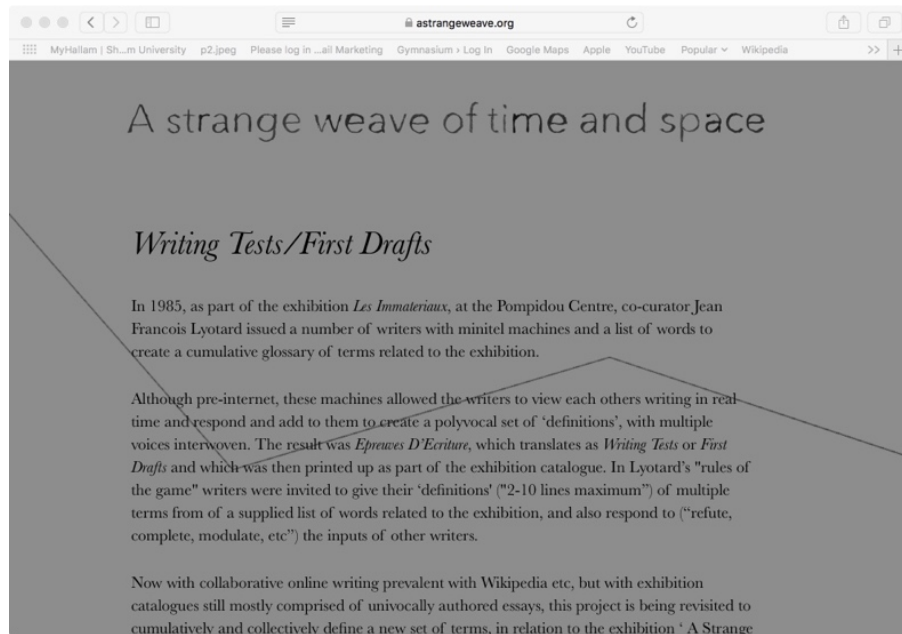 astrangeweave.org
MyHallam | Sh...m University p2.jpeg Please log in ...ail Marketing Gymnasium › Log In Google Maps Apple YouTube Popular Wikipedia >> +
A strange weave of time and space
Writing Tests/First Drafts
In 1985, as part of the exhibition Les Immateriaux, at the Pompidou Centre, co-curator Jean
Francois Lyotard issued a number of writers with minitel machines and a list of words to
create a cumulative glossary of terms related to the exhibition.
Although pre-internet, these machines allowed the writers to view each others writing in real
time and respond and add to them to create a polyvocal set of ‘definitions’, with multiple
voices interwoven. The result was Epreuves D’Ecriture, which translates as Writing Tests or First
Drafts and which was then printed up as part of the exhibition catalogue. In Lyotard’s "rules of
the game" writers were invited to give their ‘definitions' ("2-10 lines maximum”) of multiple
terms from of a supplied list of words related to the exhibition, and also respond to (“refute,
complete, modulate, etc”) the inputs of other writers.
Now with collaborative online writing prevalent with Wikipedia etc, but with exhibition
catalogues still mostly comprised of univocally authored essays, this project is being revisited to
cumulatively and collectively define a new set of terms, in relation to the exhibition ‘ A Strange